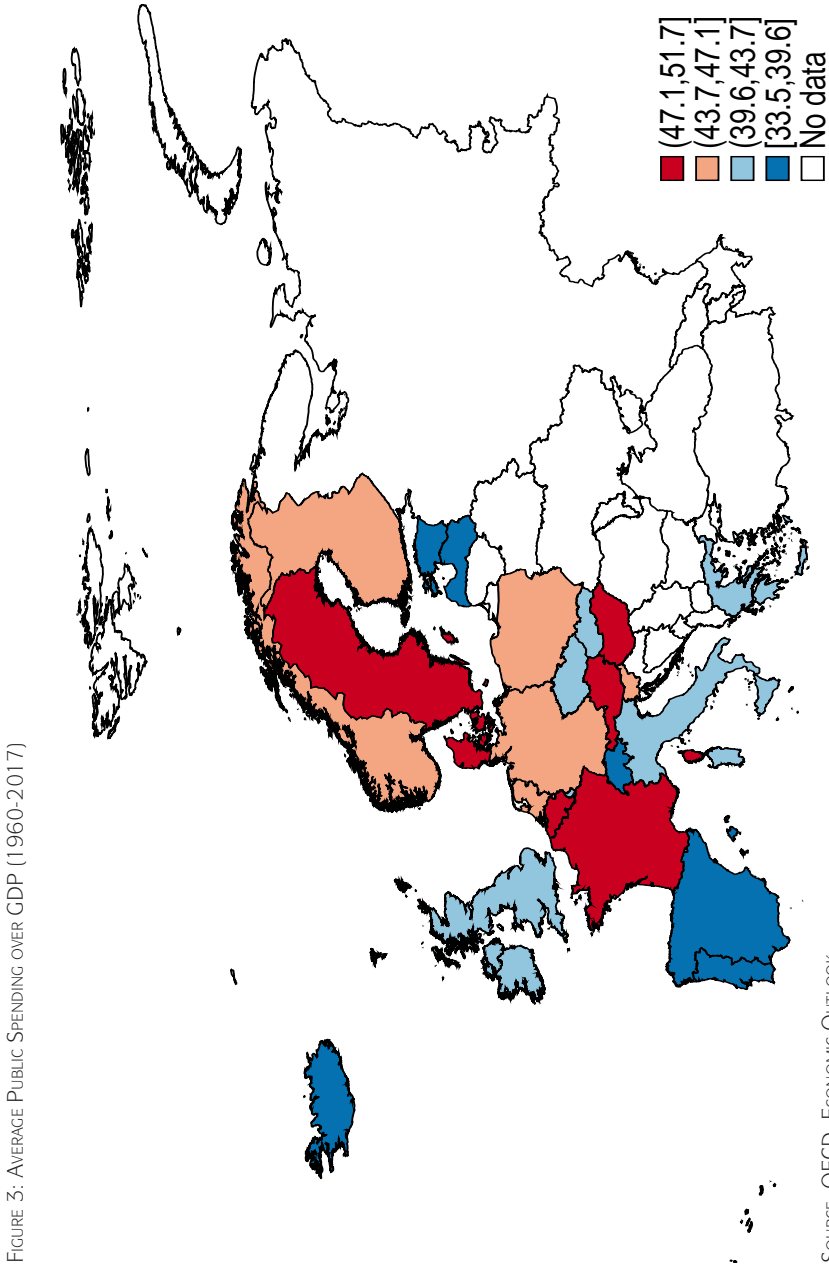 FIGURE 3: AVERAGE PUBLIC SPENDING OVER GDP (1960-2017)
(47.1,51.7]
(43.7,47.1]
(39.6,43.7]
[33.5,39.6]
No data
SOURCE. OECD. ECONOMIC OUTLOOK